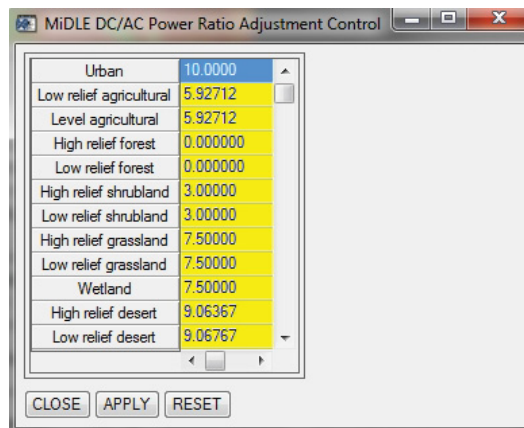 MiDLE DC/AC Power Ratio Adjustment Control
Urban 10.0000
Low relief agricultural 5.92712
Level agricultural 5.92712
High relief forest 0.000000
Low relief forest 0.000000
High relief shrubland 3.00000
Low relief shrubland 3.00000
High relief grassland 7.50000
Low relief grassland 7.50000
Wetland 7.50000
High relief desert 9.06367
Low relief desert 9.06767
CLOSE APPLY RESET